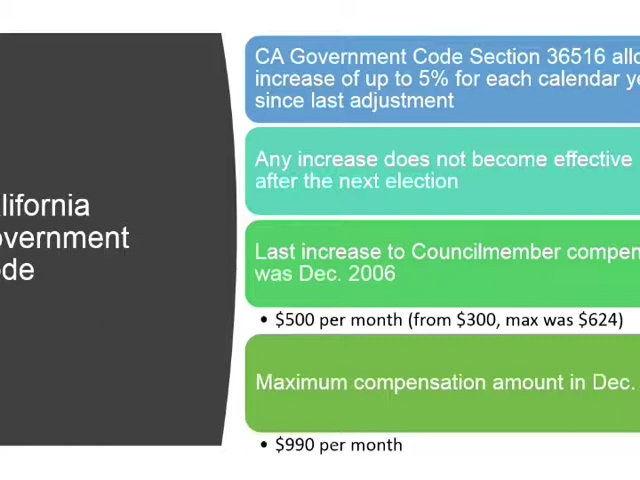 lifornia
overnment
de
CA Government Code Section 36516 allo
increase of up to 5% for each calendar ye
since last adjustment
Any increase does not become effective
after the next election
Last increase to Councilmember compen
was Dec. 2006
• $500 per month (from $300, max was $624)
Maximum compensation amount in Dec.
• $990 per month